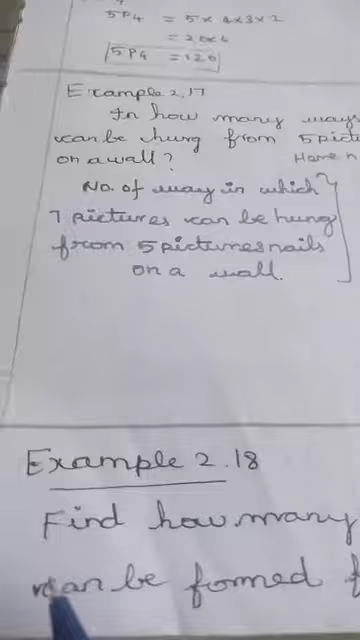 5P4 = 5 x 4 x 3 x 2
= 20 x 6
5P4 = 120
Example 2.17
In how many ways
can be hung from 5 pictu
on a wall?
No. of way in which
7 pictures can be hung
from 5 pictures nails
on a wall.
Example 2.18
Find how many
can be formed f